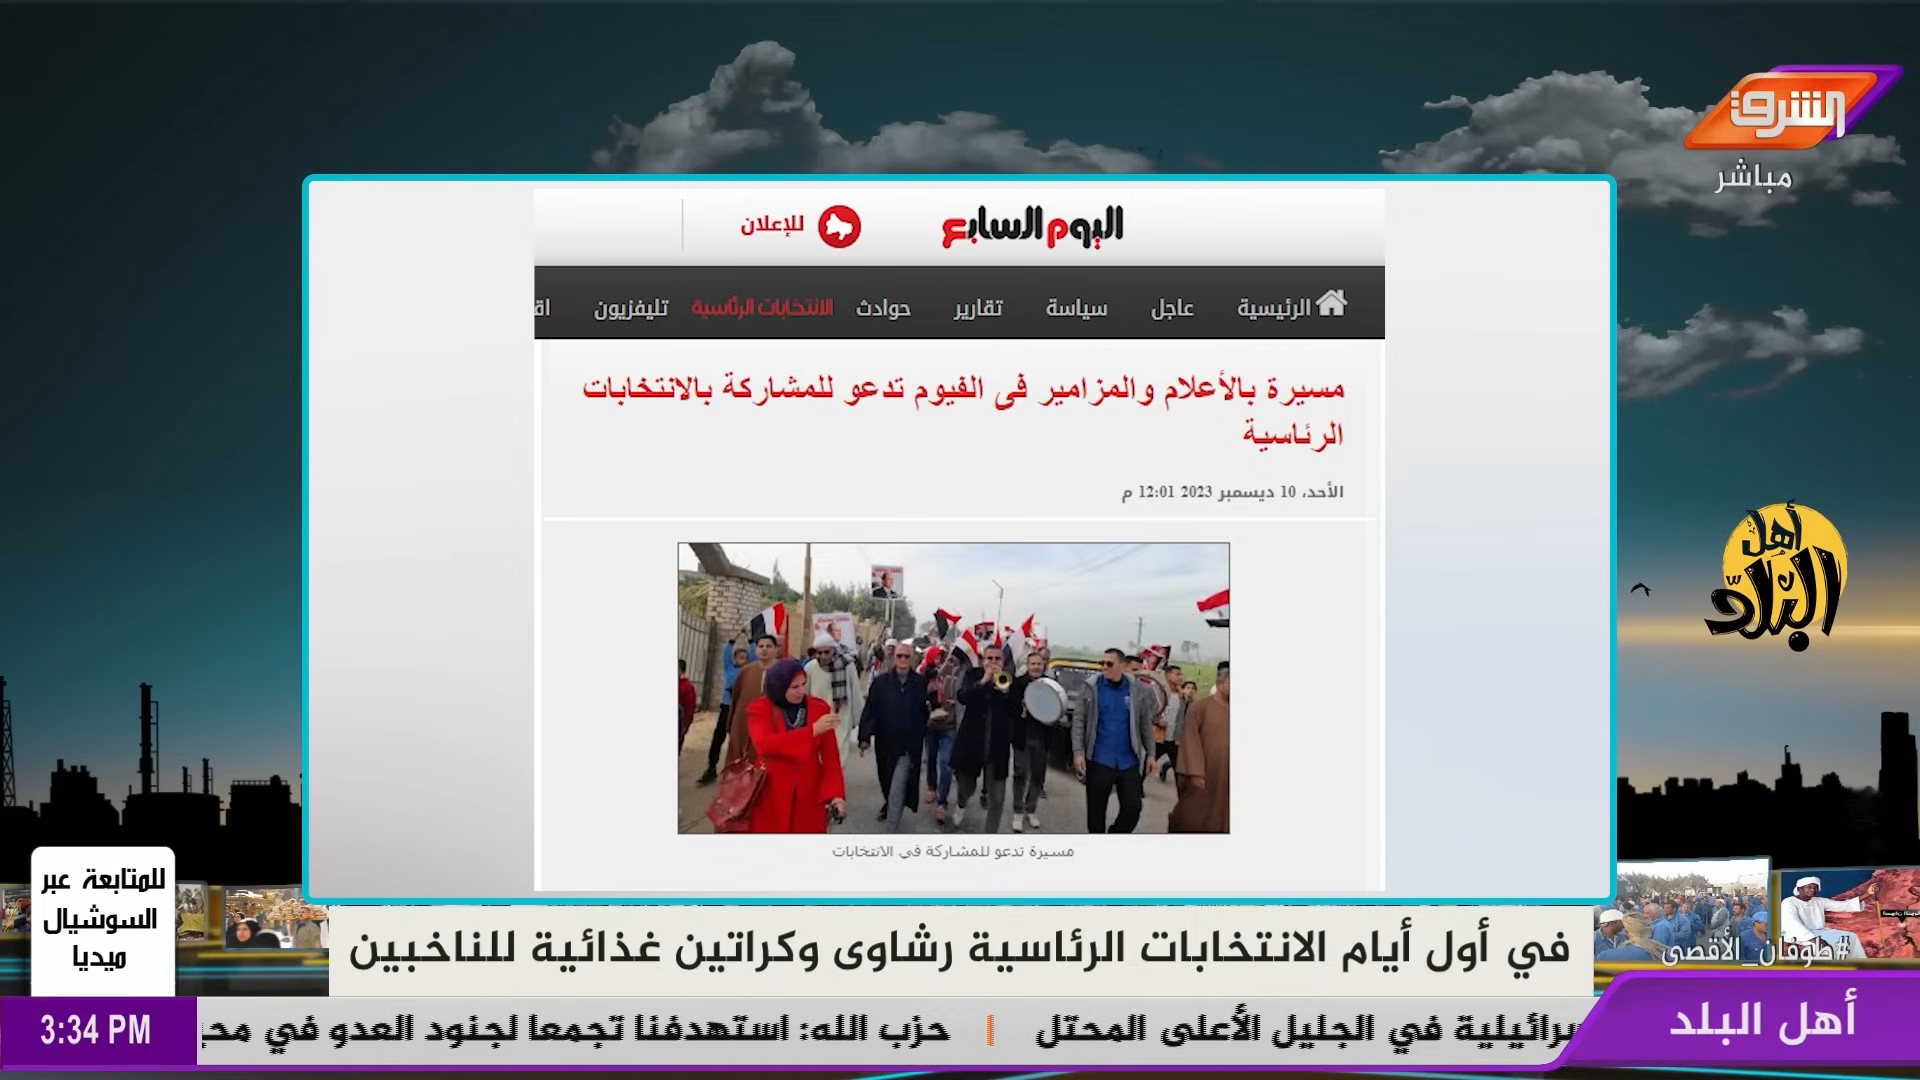 الشرق
مباشر
اليوم السابع
للإعلان
الرئيسية
عاجل
سياسة
تقارير
حوادث
الانتخابات الرئاسية
تليفزيون
مسيرة بالأعلام والمزامير فى الفيوم تدعو للمشاركة بالانتخابات
الرئاسية
الأحد، 10 ديسمبر 2023 12:01 م
مسيرة تدعو للمشاركة في الانتخابات
أهل
البلد
للمتابعة عبر
السوشيال
ميديا
في أول أيام الانتخابات الرئاسية رشاوى وكراتين غذائية للناخبين
#طوفان_الأقصى
أهل البلد
سرائيلية في الجليل الأعلى المحتل | حزب الله: استهدفنا تجمعا لجنود العدو في
3:34 PM